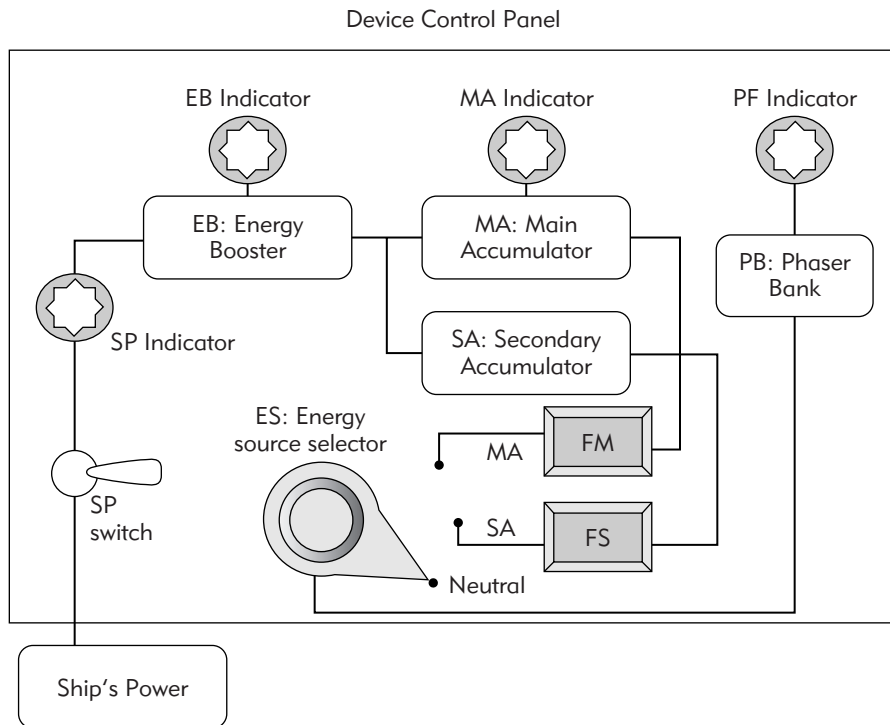 Device Control Panel
EB Indicator
MA Indicator
PF Indicator
EB: Energy
Booster
MA: Main
Accumulator
PB: Phaser
Bank
SP Indicator
SA: Secondary
Accumulator
ES: Energy
source selector
MA
FM
SP
switch
SA
FS
Neutral
Ship's Power